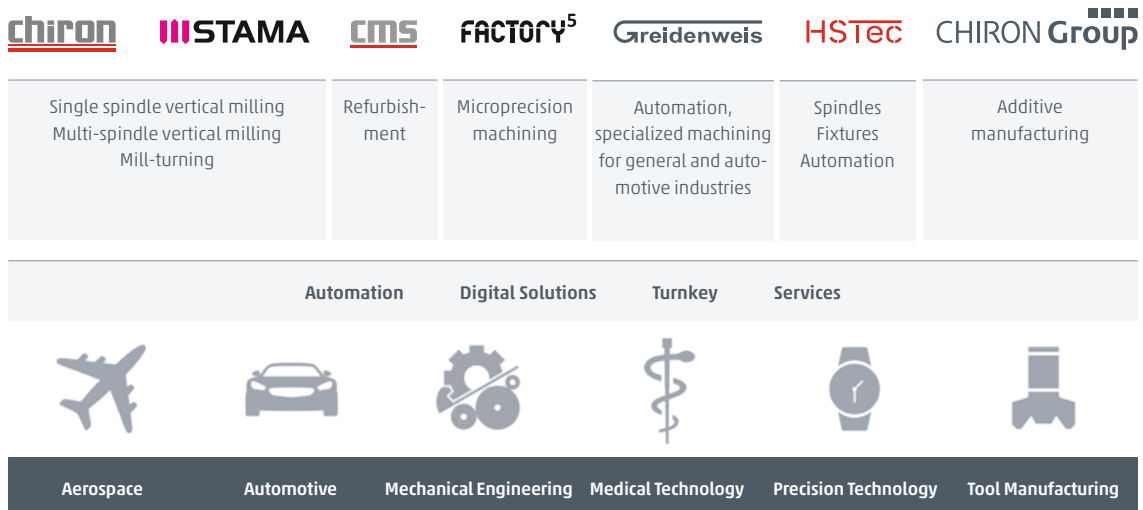 chiron STAMA cms FACTORY5 Greidenweis HSTec CHIRON Group
Single spindle vertical milling
Multi-spindle vertical milling
Mill-turning
Refurbish-
ment
Microprecision
machining
Automation,
specialized machining
for general and auto-
motive industries
Spindles
Fixtures
Automation
Additive
manufacturing
Automation Digital Solutions Turnkey Services
Aerospace Automotive Mechanical Engineering Medical Technology Precision Technology Tool Manufacturing